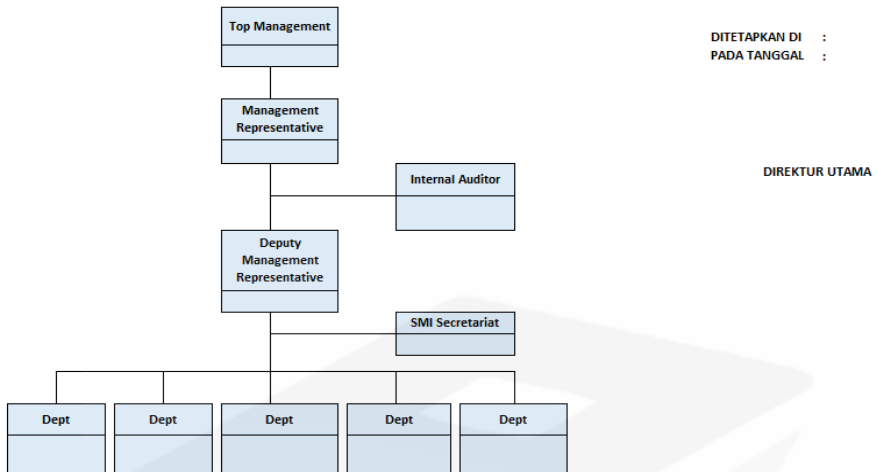 Top Management
DITETAPKAN DI :
PADA TANGGAL :
Management
Representative
Internal Auditor
DIREKTUR UTAMA
Deputy
Management
Representative
SMI Secretariat
Dept
Dept
Dept
Dept
Dept